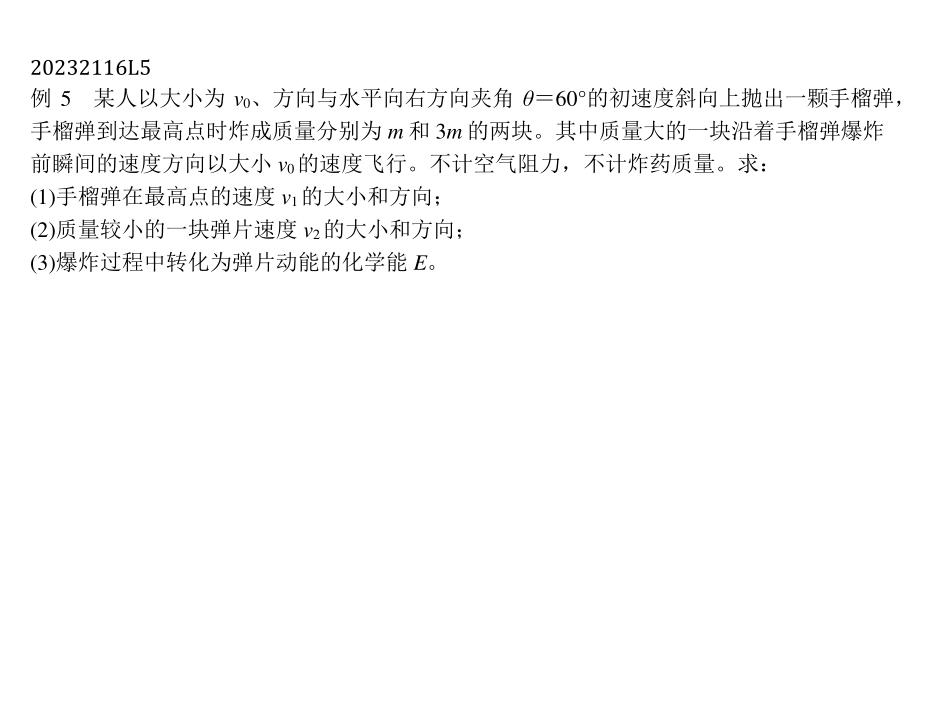 20232116L5
例 5 某人以大小为 v₀、方向与水平向右方向夹角 θ＝60°的初速度斜向上抛出一颗手榴弹，
手榴弹到达最高点时炸成质量分别为 m 和 3m 的两块。其中质量大的一块沿着手榴弹爆炸
前瞬间的速度方向以大小 v₀的速度飞行。不计空气阻力，不计炸药质量。求：
(1)手榴弹在最高点的速度 v₁的大小和方向；
(2)质量较小的一块弹片速度 v₂的大小和方向；
(3)爆炸过程中转化为弹片动能的化学能 E。